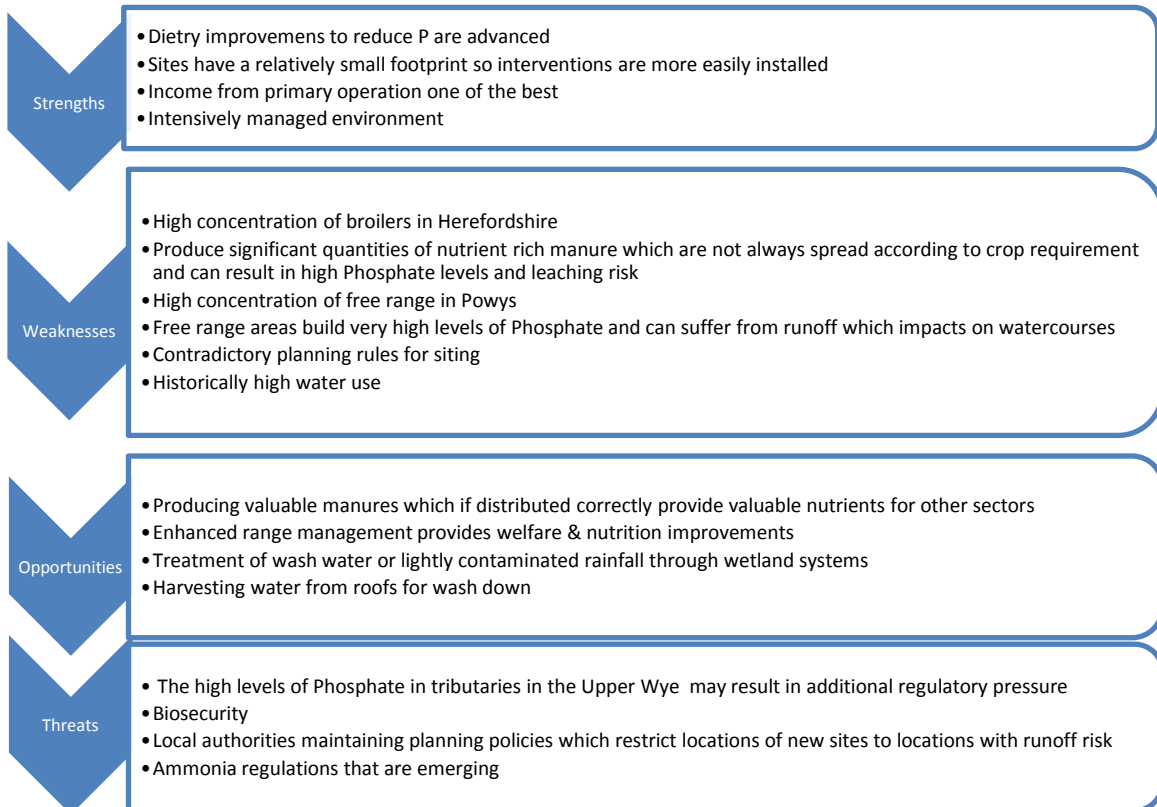 Strengths
•Dietry improvemens to reduce P are advanced
•Sites have a relatively small footprint so interventions are more easily installed
•Income from primary operation one of the best
•Intensively managed environment
Weaknesses
•High concentration of broilers in Herefordshire
•Produce significant quantities of nutrient rich manure which are not always spread according to crop requirement
and can result in high Phosphate levels and leaching risk
•High concentration of free range in Powys
•Free range areas build very high levels of Phosphate and can suffer from runoff which impacts on watercourses
•Contradictory planning rules for siting
•Historically high water use
Opportunities
•Producing valuable manures which if distributed correctly provide valuable nutrients for other sectors
•Enhanced range management provides welfare & nutrition improvements
•Treatment of wash water or lightly contaminated rainfall through wetland systems
•Harvesting water from roofs for wash down
Threats
• The high levels of Phosphate in tributaries in the Upper Wye may result in additional regulatory pressure
•Biosecurity
•Local authorities maintaining planning policies which restrict locations of new sites to locations with runoff risk
•Ammonia regulations that are emerging